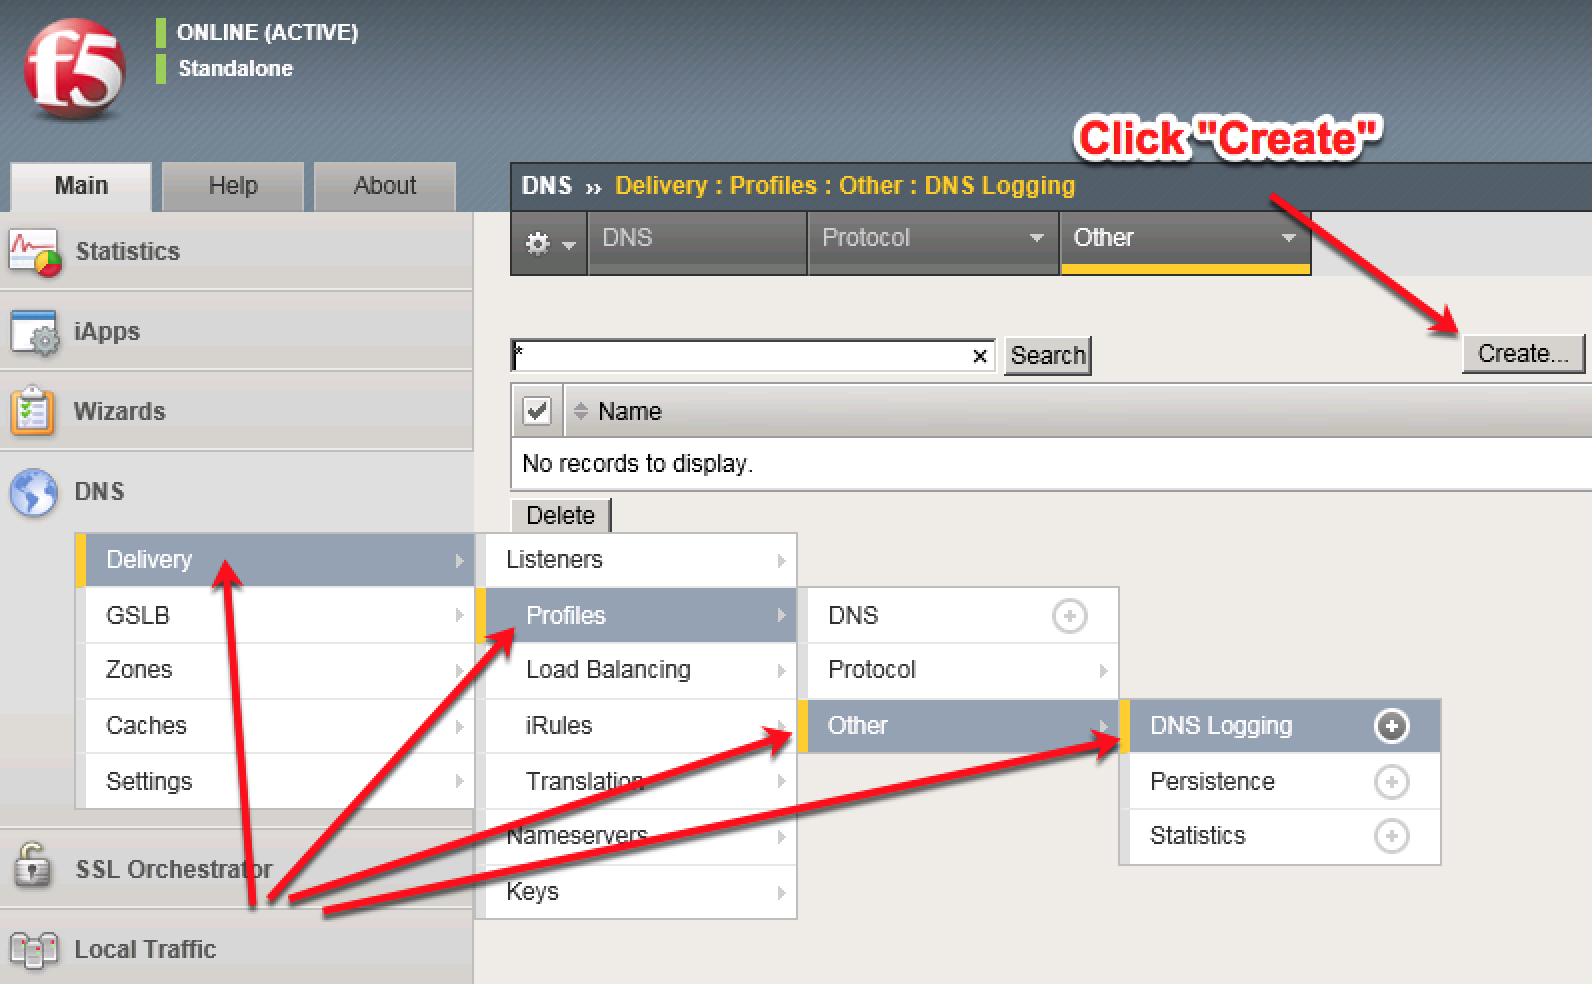 f5
ONLINE (ACTIVE)
Standalone
Click "Create"
Main
Help
About
DNS » Delivery : Profiles : Other : DNS Logging
DNS
Protocol
Other
Statistics
iApps
Wizards
DNS
*
×
Search
Create...
Name
No records to display.
Delete
Delivery
GSLB
Zones
Caches
Settings
Listeners
Profiles
Load Balancing
iRules
Translation
Nameservers
Keys
DNS
Protocol
Other
DNS Logging
Persistence
Statistics
SSL Orchestrator
Local Traffic